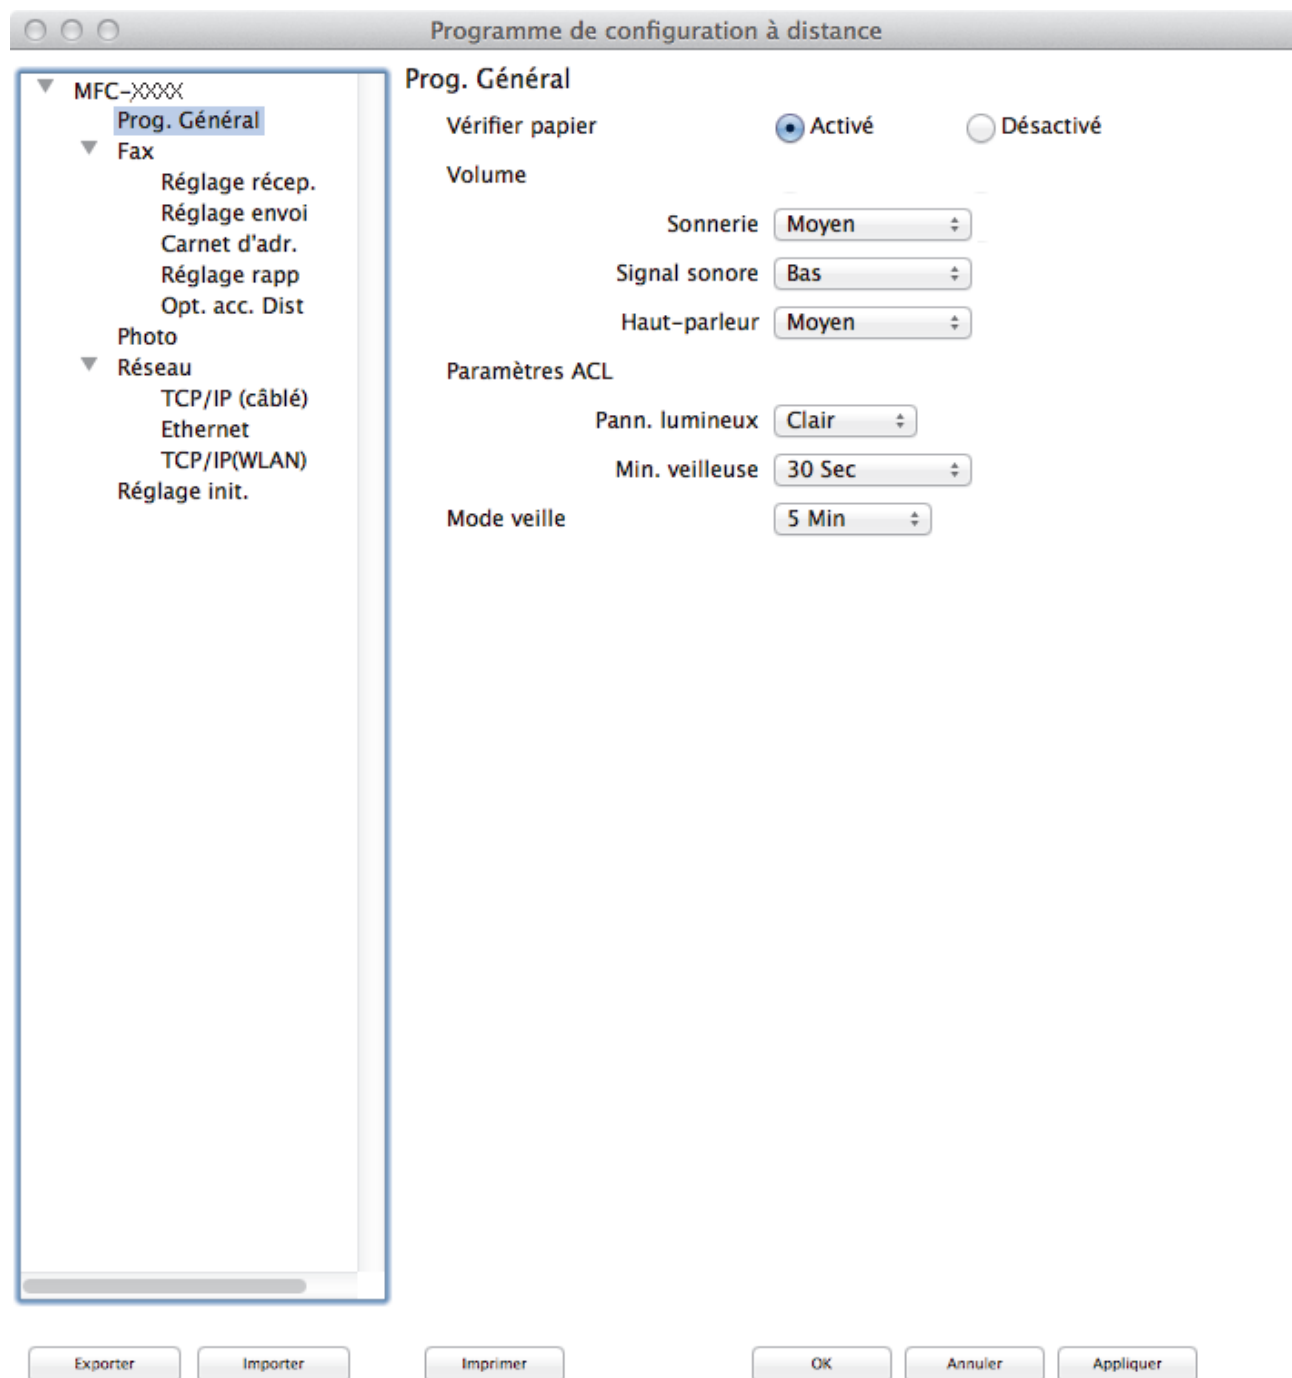 Programme de configuration à distance
MFC-XXXX
Prog. Général
Fax
Réglage récep.
Réglage envoi
Carnet d'adr.
Réglage rapp
Opt. acc. Dist
Photo
Réseau
TCP/IP (câblé)
Ethernet
TCP/IP(WLAN)
Réglage init.
Prog. Général
Vérifier papier Activé Désactivé
Volume
Sonnerie Moyen
Signal sonore Bas
Haut-parleur Moyen
Paramètres ACL
Pann. lumineux Clair
Min. veilleuse 30 Sec
Mode veille 5 Min
Exporter Importer Imprimer OK Annuler Appliquer